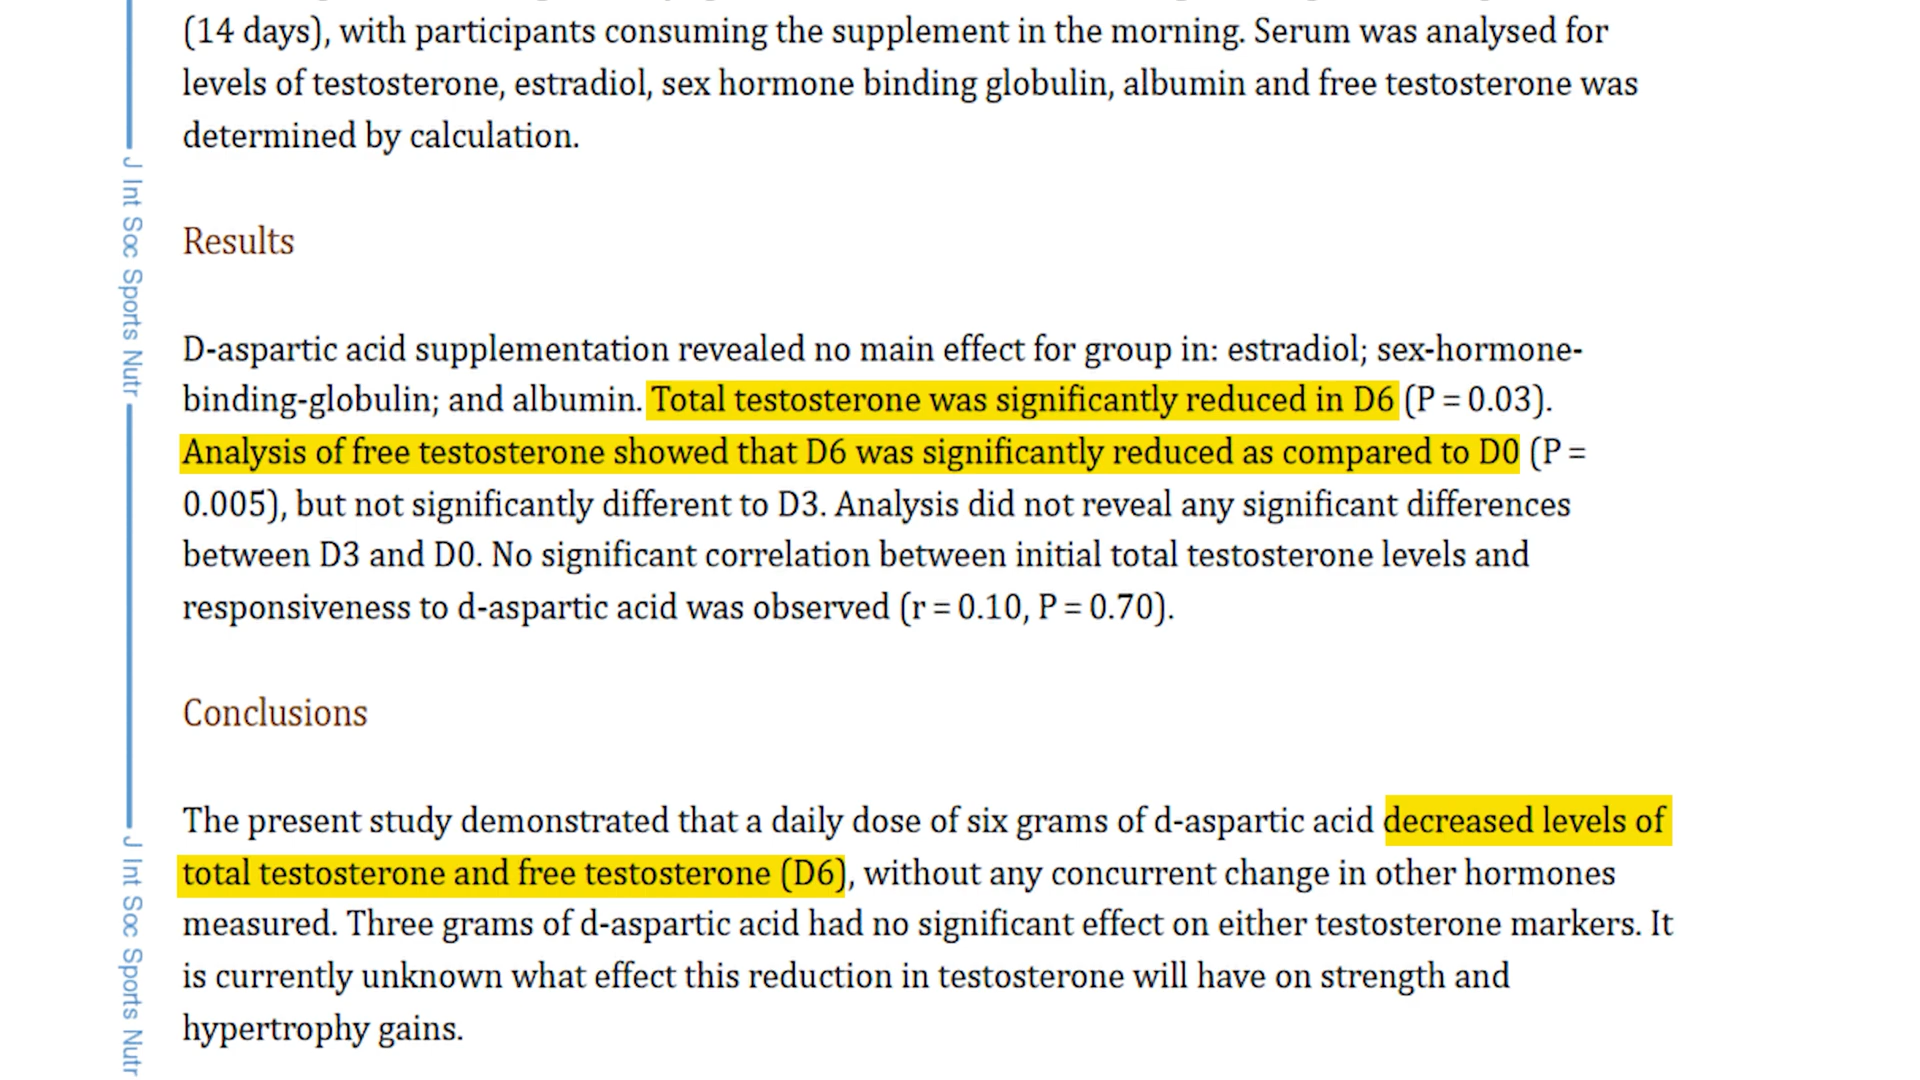 (14 days), with participants consuming the supplement in the morning. Serum was analysed for
levels of testosterone, estradiol, sex hormone binding globulin, albumin and free testosterone was
determined by calculation.
Results
D-aspartic acid supplementation revealed no main effect for group in: estradiol; sex-hormone-
binding-globulin; and albumin. Total testosterone was significantly reduced in D6 (P = 0.03).
Analysis of free testosterone showed that D6 was significantly reduced as compared to D0 (P =
0.005), but not significantly different to D3. Analysis did not reveal any significant differences
between D3 and D0. No significant correlation between initial total testosterone levels and
responsiveness to d-aspartic acid was observed (r = 0.10, P = 0.70).
Conclusions
The present study demonstrated that a daily dose of six grams of d-aspartic acid decreased levels of
total testosterone and free testosterone (D6), without any concurrent change in other hormones
measured. Three grams of d-aspartic acid had no significant effect on either testosterone markers. It
is currently unknown what effect this reduction in testosterone will have on strength and
hypertrophy gains.
J Int Soc Sports Nutr
J Int Soc Sports Nutr